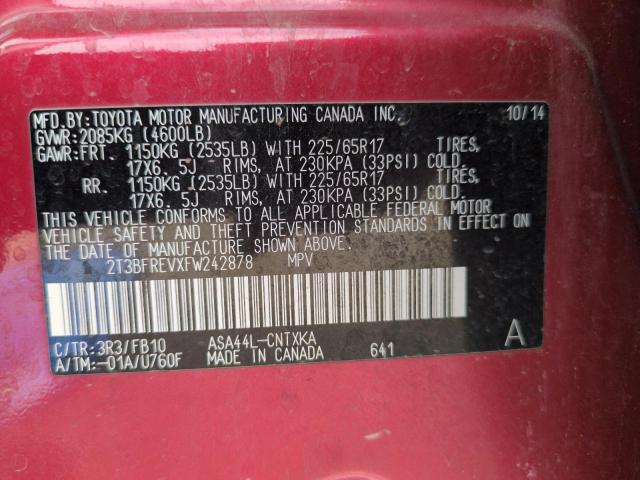 MFD.BY:TOYOTA MOTOR MANUFACTURING CANADA INC. 10/14
GVWR:2085KG (4600LB)
GAWR:FRT. 1150KG (2535LB) WITH 225/65R17 TIRES,
17X6. 5J RIMS, AT 230KPA (33PSI) COLD.
RR. 1150KG (2535LB) WITH 225/65R17 TIRES,
17X6. 5J RIMS, AT 230KPA (33PSI) COLD.
THIS VEHICLE CONFORMS TO ALL APPLICABLE FEDERAL MOTOR
VEHICLE SAFETY AND THEFT PREVENTION STANDARDS IN EFFECT ON
THE DATE OF MANUFACTURE SHOWN ABOVE.
2T3BFREVXFW242878 MPV
C/TR:3R3/FB10 ASA44L-CNTXKA A
A/TM:-01A/U760F MADE IN CANADA 641